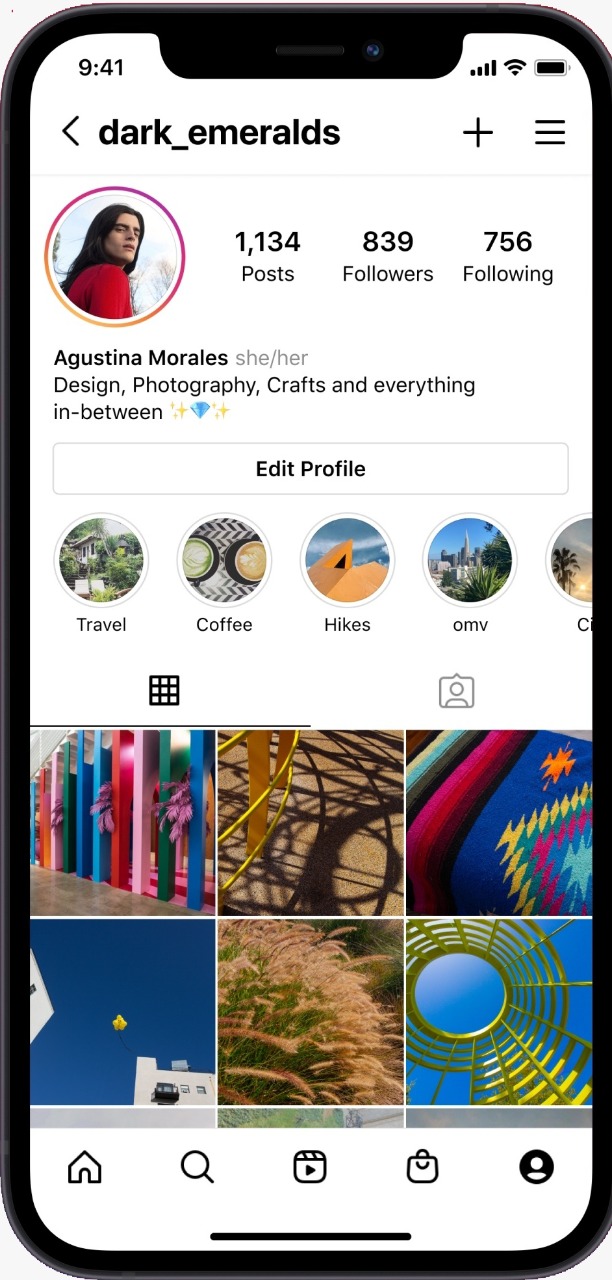 9:41
dark_emeralds
1,134 839 756
Posts Followers Following
Agustina Morales she/her
Design, Photography, Crafts and everything
in-between ✨💎✨
Edit Profile
Travel Coffee Hikes omv Ci